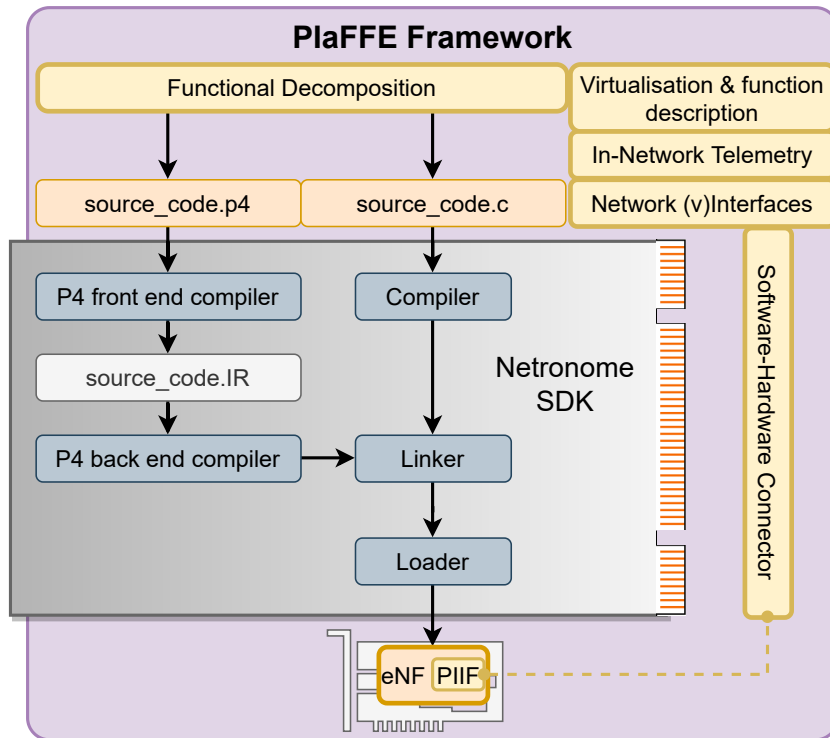 PlaFFE Framework
Functional Decomposition
Virtualisation & function
description
In-Network Telemetry
source_code.p4
source_code.c
Network (v)Interfaces
P4 front end compiler
Compiler
source_code.IR
Netronome
SDK
P4 back end compiler
Linker
Loader
Software-Hardware Connector
eNF
PIIF